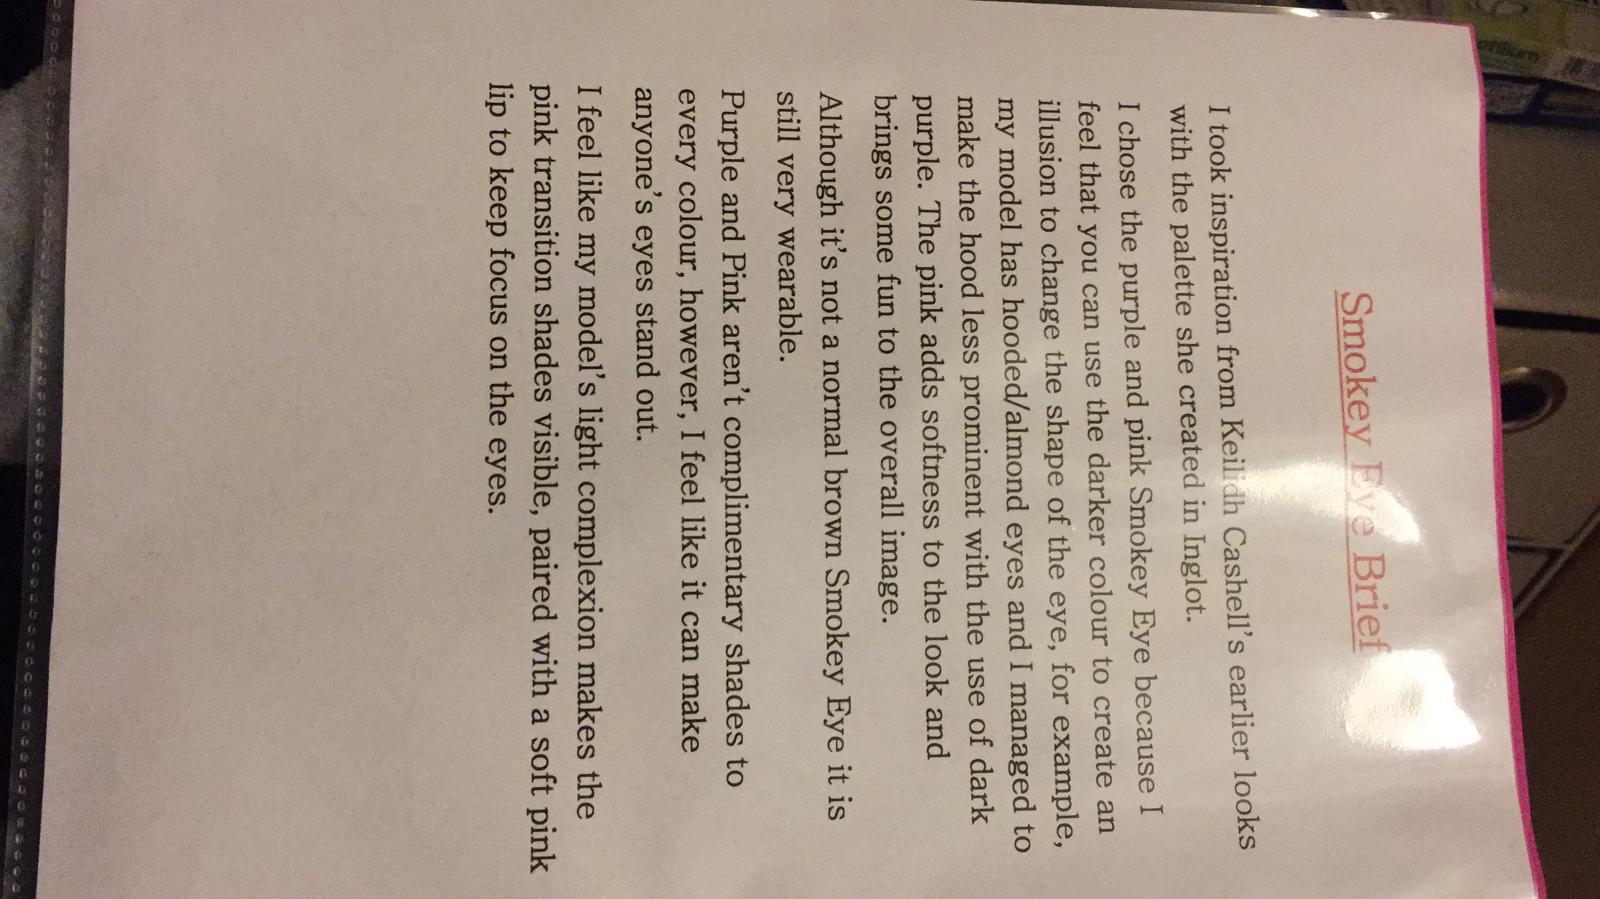 Smokey Eye Brief
I took inspiration from Keilidh Cashell's earlier looks
with the palette she created in Inglot.
I chose the purple and pink Smokey Eye because I
feel that you can use the darker colour to create an
illusion to change the shape of the eye, for example,
my model has hooded/almond eyes and I managed to
make the hood less prominent with the use of dark
purple. The pink adds softness to the look and
brings some fun to the overall image.
Although it's not a normal brown Smokey Eye it is
still very wearable.
Purple and Pink aren't complimentary shades to
every colour, however, I feel like it can make
anyone's eyes stand out.
I feel like my model's light complexion makes the
pink transition shades visible, paired with a soft pink
lip to keep focus on the eyes.